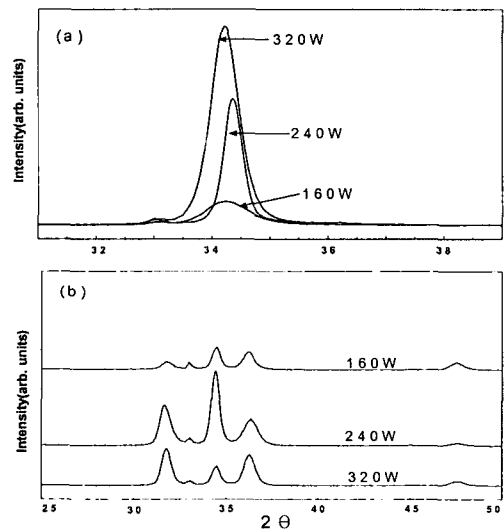 (a)
320W
240W
160W
Intensity(arb. units)
32 34 36 38
(b)
160W
240W
320W
Intensity(arb. units)
25 30 35 40 45 50
2 θ